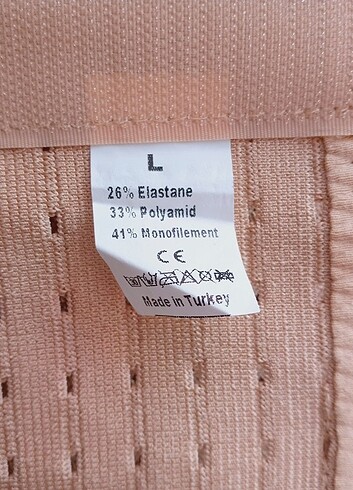 L
26% Elastane
33% Polyamid
41% Monofilement
CE
Made in Turkey